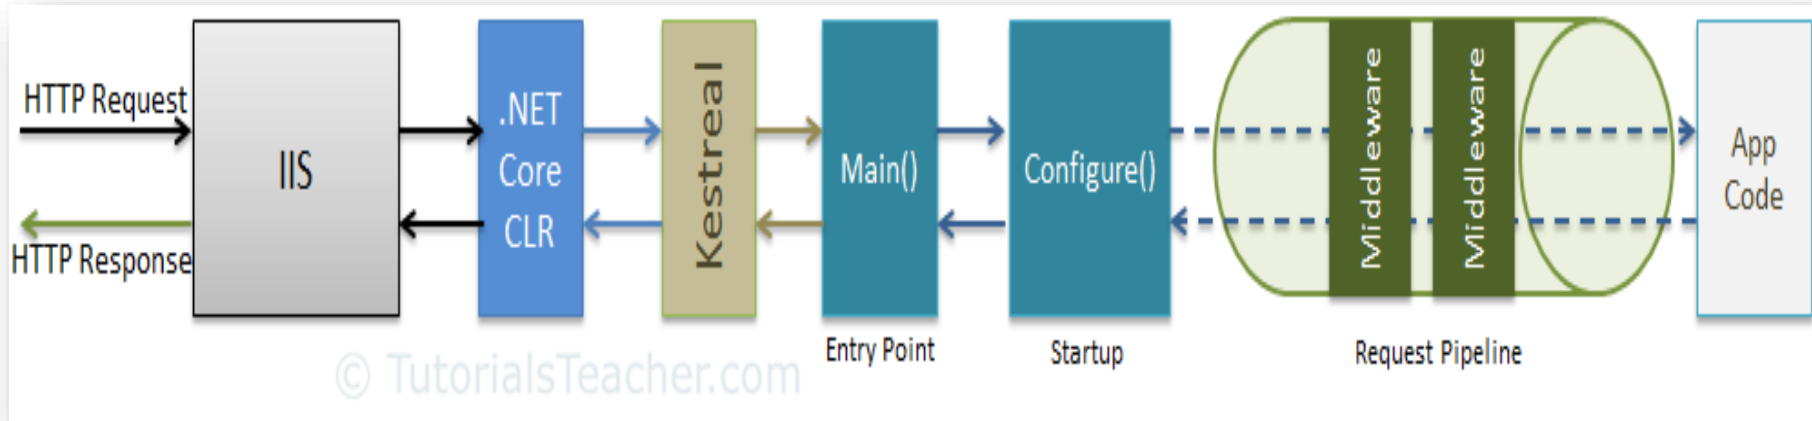 HTTP Request
HTTP Response
IIS
.NET
Core
CLR
Kestreal
Main()
Entry Point
Configure()
Startup
Middleware
Middleware
Request Pipeline
App
Code
© TutorialsTeacher.com